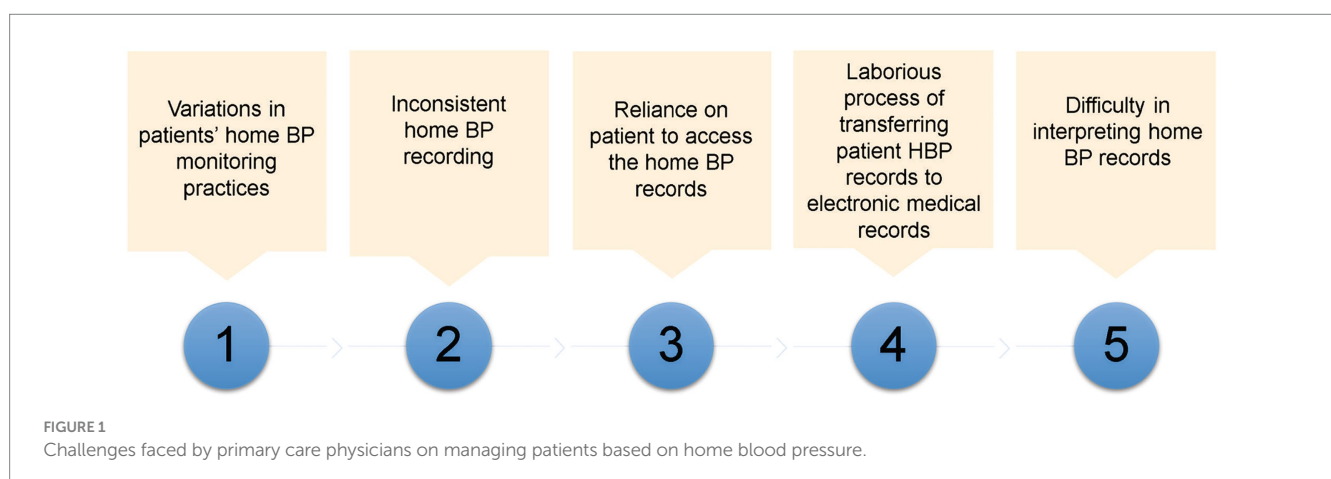 Variations in
patients' home BP
monitoring
practices
Inconsistent
home BP
recording
Reliance on
patient to access
the home BP
records
Laborious
process of
transferring
patient HBP
records to
electronic medical
records
Difficulty in
interpreting home
BP records
1
2
3
4
5
FIGURE 1
Challenges faced by primary care physicians on managing patients based on home blood pressure.